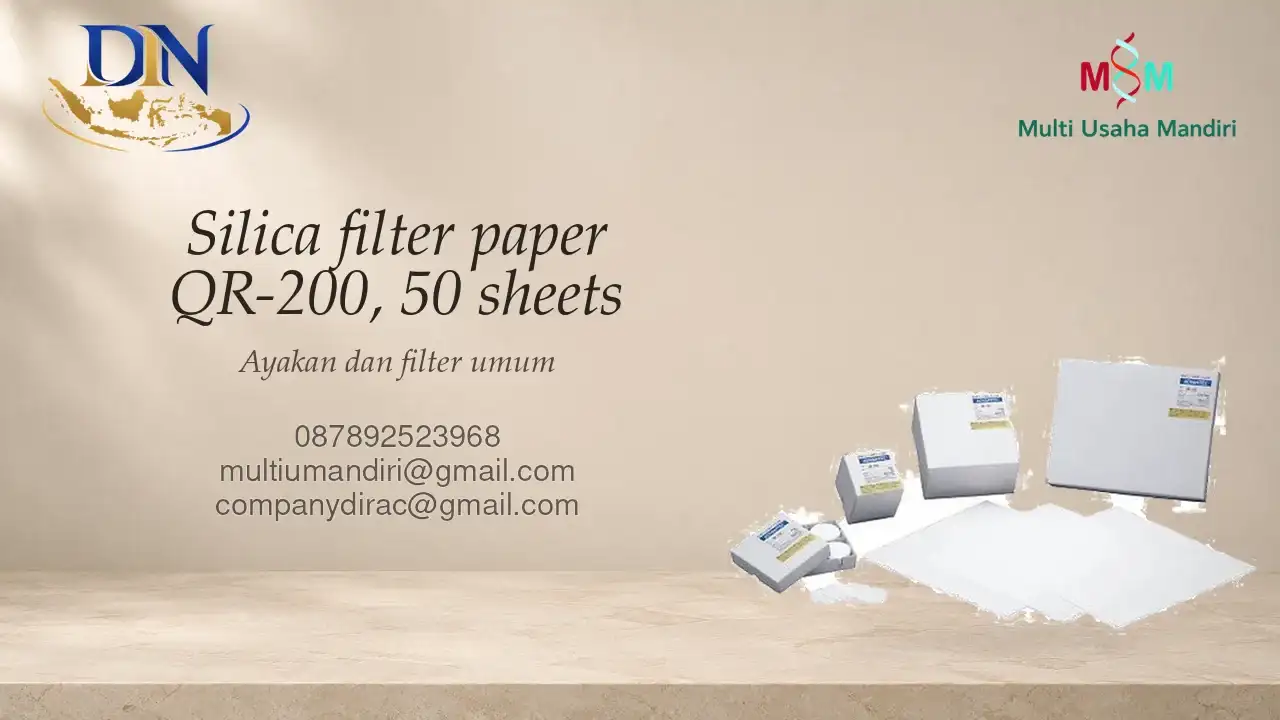 DN
M M
Multi Usaha Mandiri
Silica filter paper
QR-200, 50 sheets
Ayakan dan filter umum
087892523968
multiumandiri@gmail.com
companydirac@gmail.com